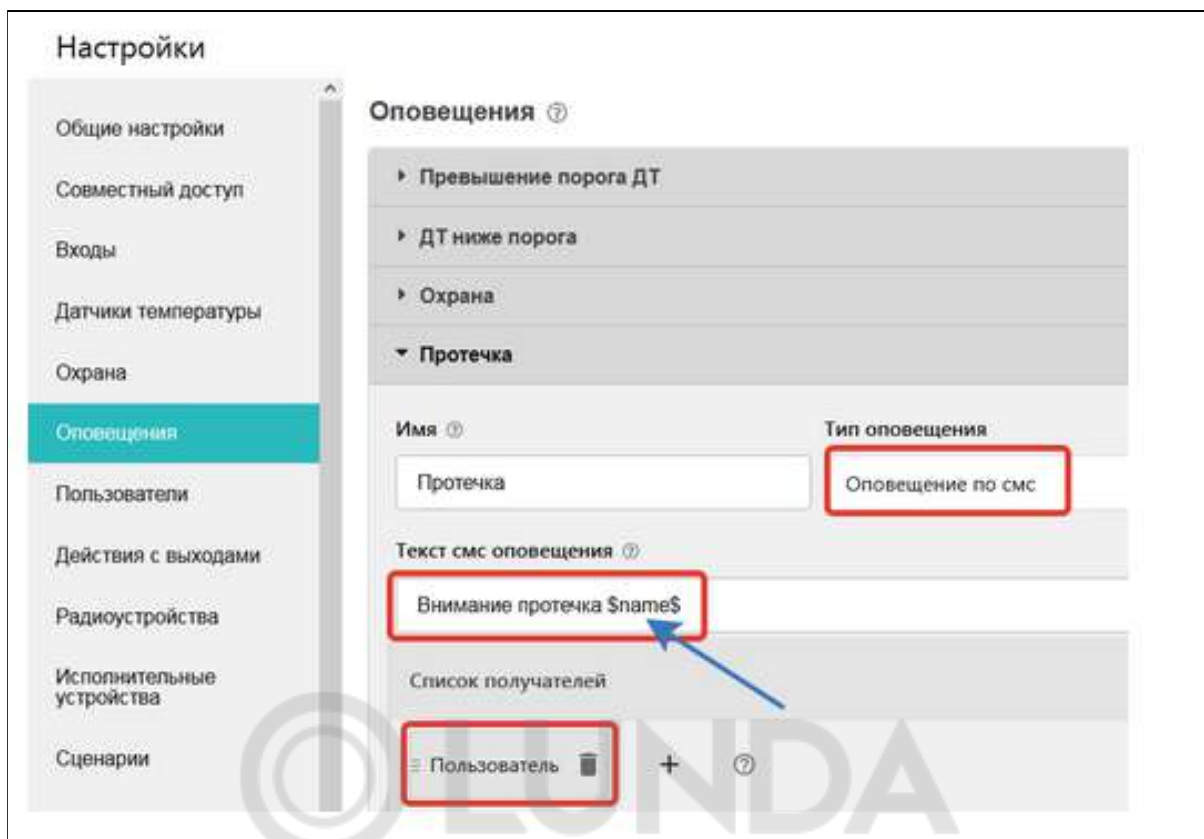 Настройки
Общие настройки
Совместный доступ
Входы
Датчики температуры
Охрана
Оповещения
Пользователи
Действия с выходами
Радиоустройства
Исполнительные
устройства
Сценарии
Оповещения ?
Превышение порога ДТ
ДТ ниже порога
Охрана
Протечка
Имя ?
Тип оповещения
Протечка
Оповещение по смс
Текст смс оповещения ?
Внимание протечка $name$
Список получателей
Пользователь + ?
LUNDA